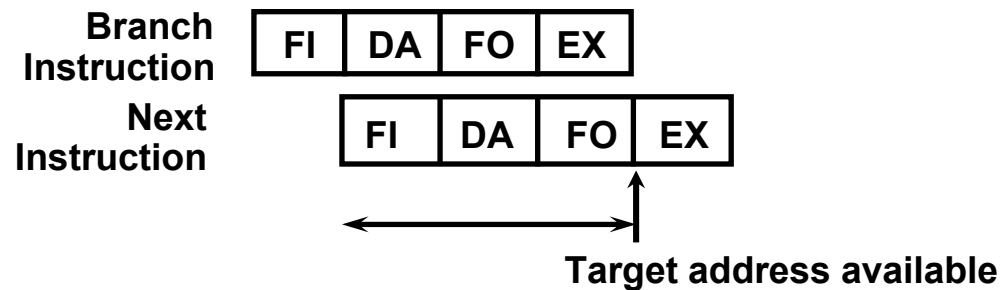 Branch
Instruction
FI DA FO EX
Next
Instruction
FI DA FO EX
Target address available